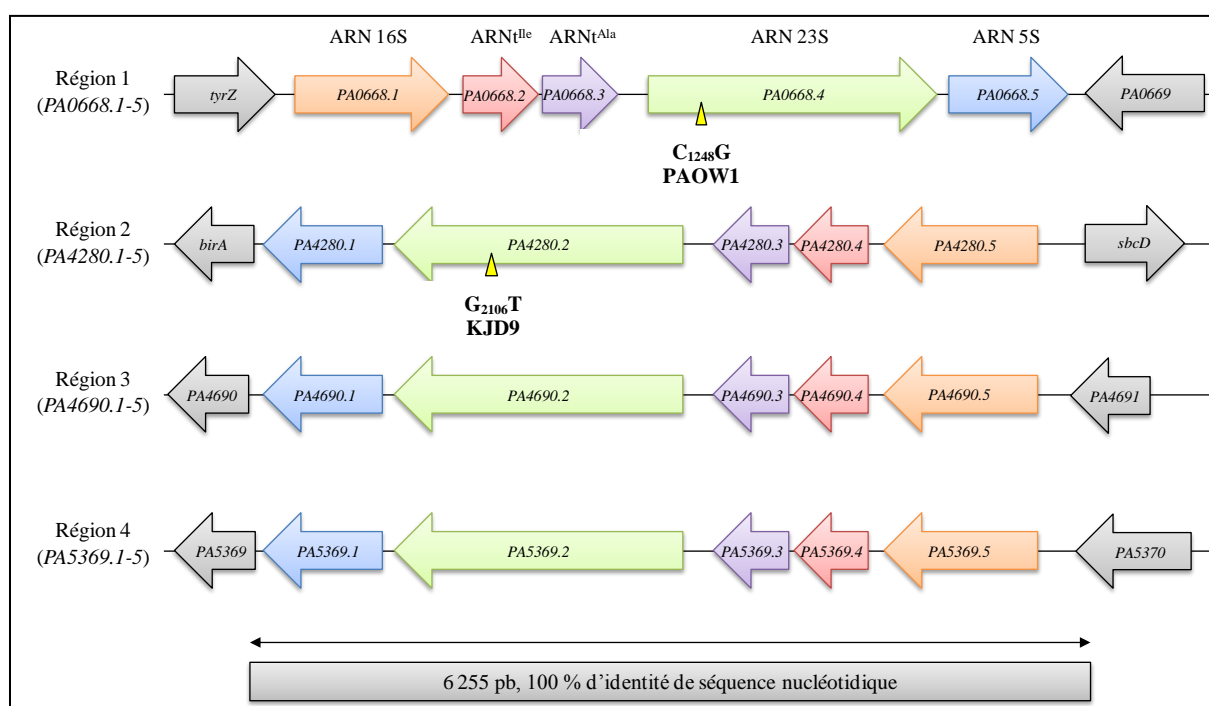 ARN 16S ARNt^Ile ARNt^Ala ARN 23S ARN 5S
Région 1
(PA0668.1-5)
tyrZ PA0668.1 PA0668.2 PA0668.3 PA0668.4 PA0668.5 PA0669
C₁₂₄₈G
PAOW1
Région 2
(PA4280.1-5)
birA PA4280.1 PA4280.2 PA4280.3 PA4280.4 PA4280.5 sbcD
G₂₁₀₆T
KJD9
Région 3
(PA4690.1-5)
PA4690 PA4690.1 PA4690.2 PA4690.3 PA4690.4 PA4690.5 PA4691
Région 4
(PA5369.1-5)
PA5369 PA5369.1 PA5369.2 PA5369.3 PA5369.4 PA5369.5 PA5370
6 255 pb, 100 % d'identité de séquence nucléotidique